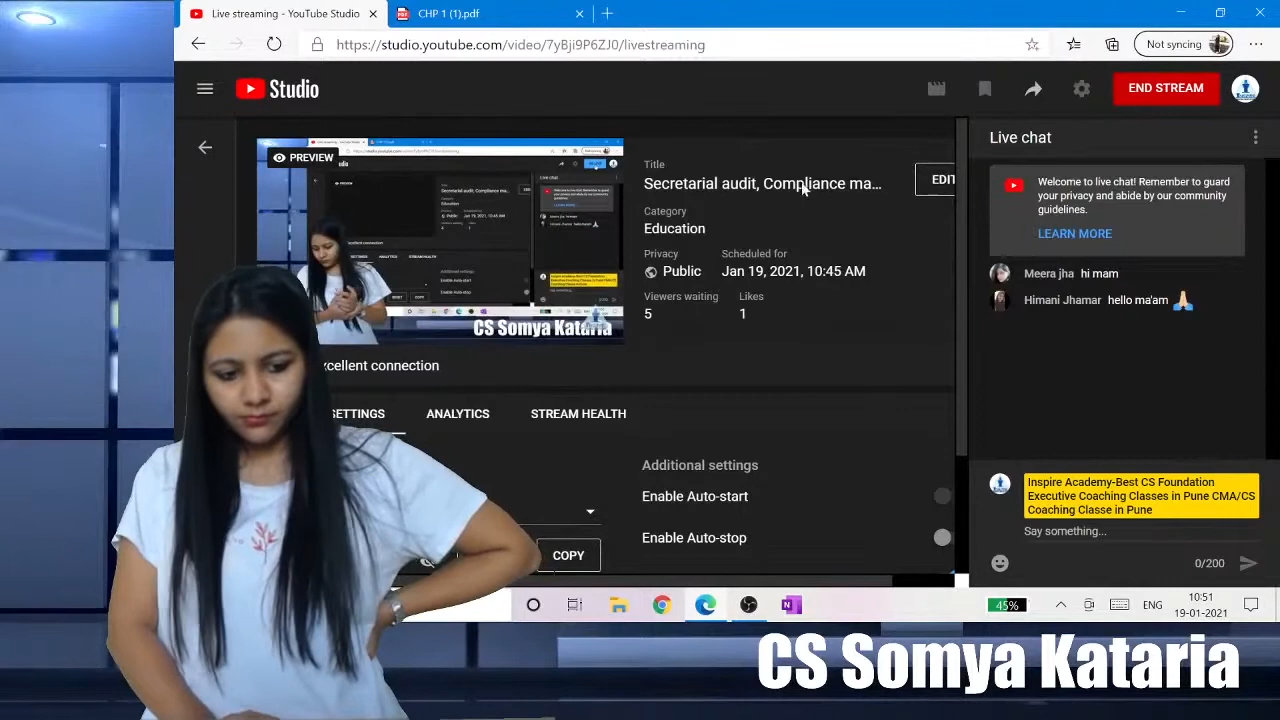 Live streaming - YouTube Studio
CHP 1 (1).pdf
https://studio.youtube.com/video/7yBji9P6ZJ0/livestreaming
Not syncing
Studio
END STREAM
PREVIEW
Title
Secretarial audit, Compliance ma...
EDIT
Category
Education
Privacy
Scheduled for
Public
Jan 19, 2021, 10:45 AM
Viewers waiting
Likes
5
1
CS Somya Kataria
xcellent connection
SETTINGS
ANALYTICS
STREAM HEALTH
Additional settings
Enable Auto-start
Enable Auto-stop
COPY
Live chat
Welcome to live chat! Remember to guard
your privacy and abide by our community
guidelines.
LEARN MORE
Meera jha hi mam
Himani Jhamar hello ma'am 🙏
Inspire Academy-Best CS Foundation
Executive Coaching Classes in Pune CMA/CS
Coaching Classe in Pune
Say something...
0/200
45%
ENG
10:51
19-01-2021
CS Somya Kataria